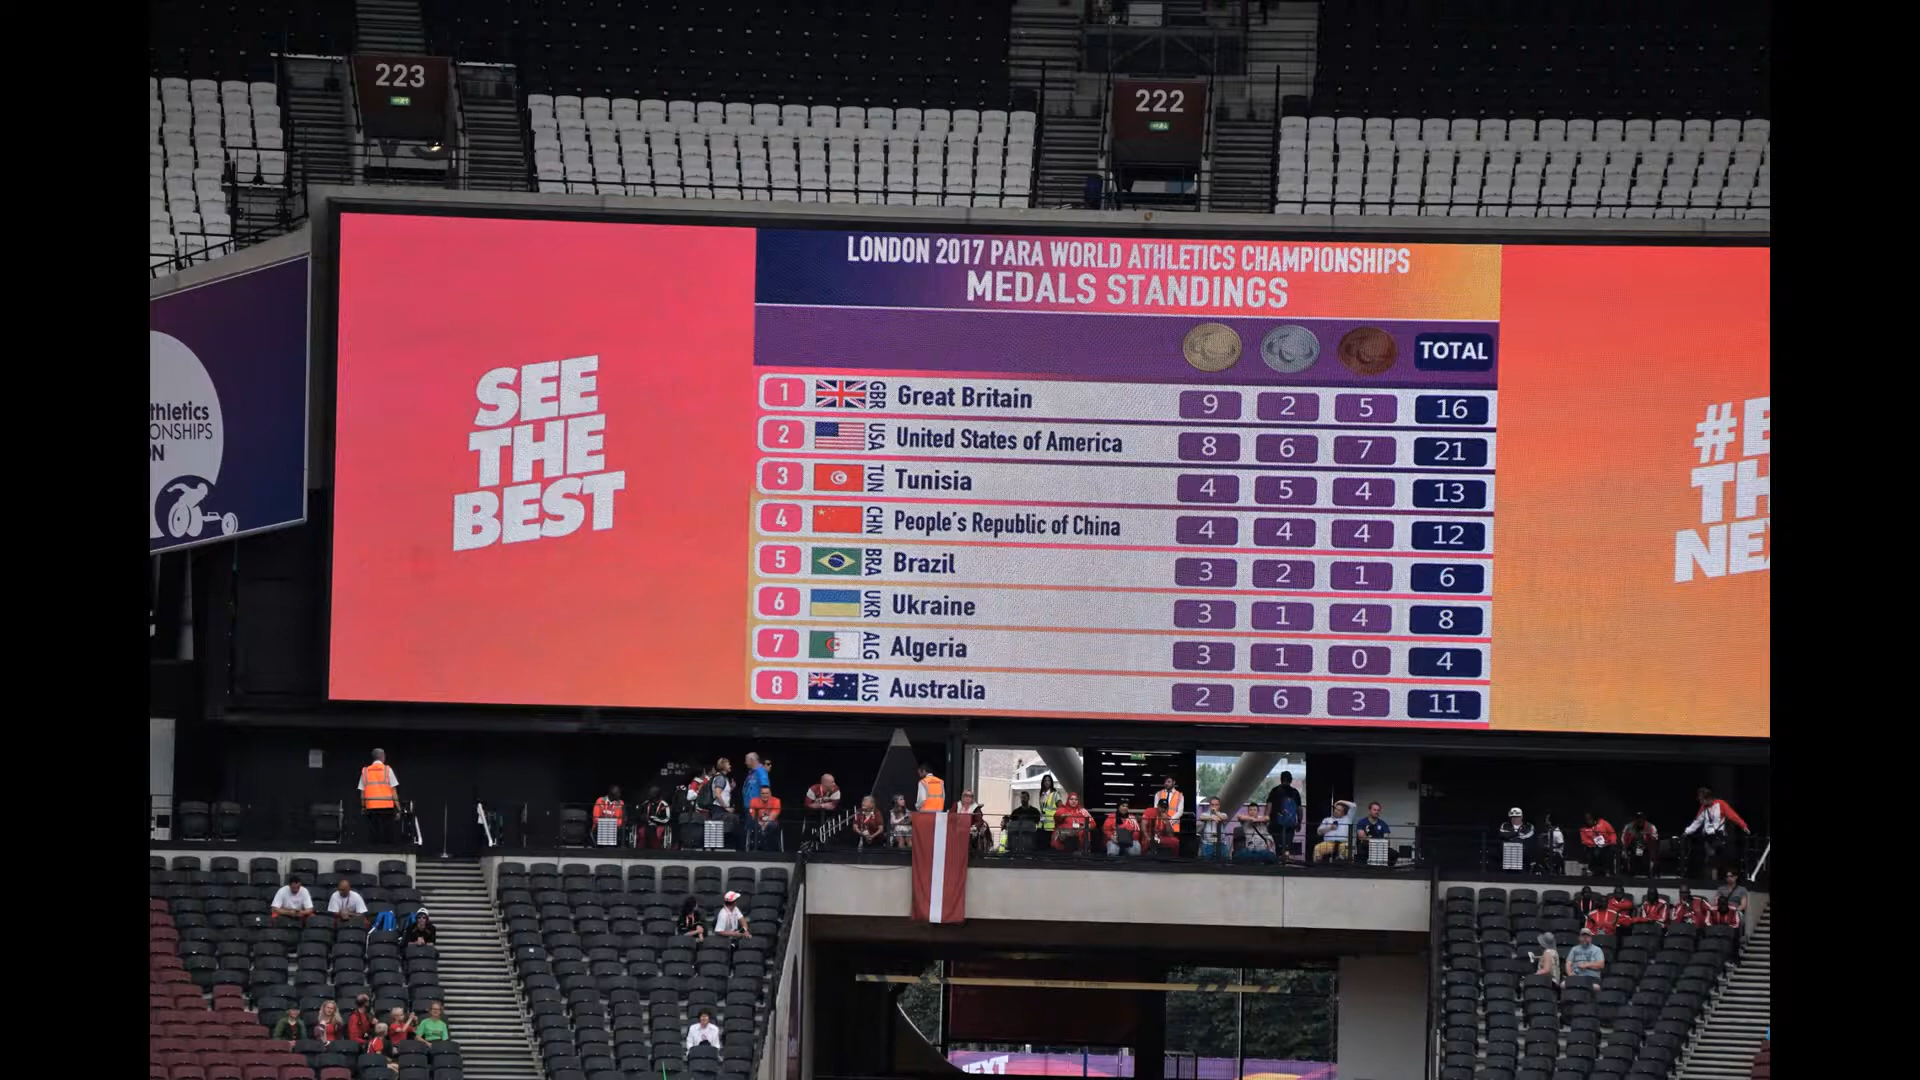 223
222
LONDON 2017 PARA WORLD ATHLETICS CHAMPIONSHIPS
MEDALS STANDINGS
TOTAL
1 GBR Great Britain 9 2 5 16
2 USA United States of America 8 6 7 21
3 TUN Tunisia 4 5 4 13
4 CHN People's Republic of China 4 4 4 12
5 BRA Brazil 3 2 1 6
6 UKR Ukraine 3 1 4 8
7 ALG Algeria 3 1 0 4
8 AUS Australia 2 6 3 11
SEE
THE
BEST
#B
TH
NE
thletics
ONSHIPS
ON
EXT